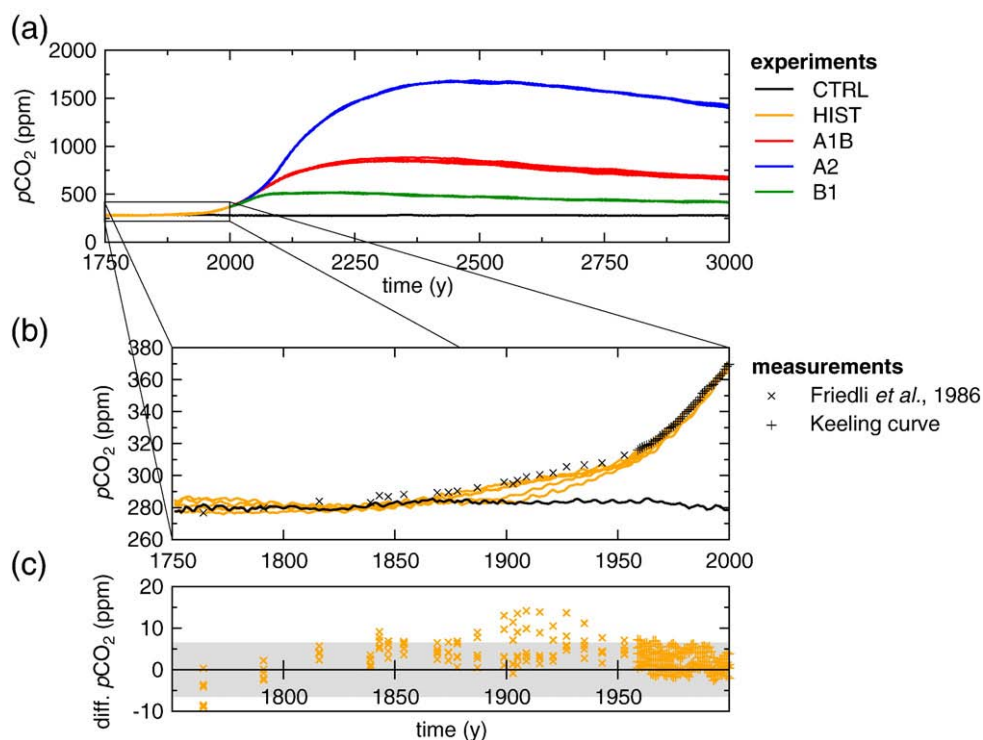 (a)
2000
1500
1000
500
0
pCO2 (ppm)
1750 2000 2250 2500 2750 3000
time (y)
experiments
CTRL
HIST
A1B
A2
B1
(b)
380
360
340
320
300
280
260
pCO2 (ppm)
1750 1800 1850 1900 1950 2000
measurements
Friedli et al., 1986
Keeling curve
(c)
20
10
0
-10
diff. pCO2 (ppm)
1800 1850 1900 1950
time (y)